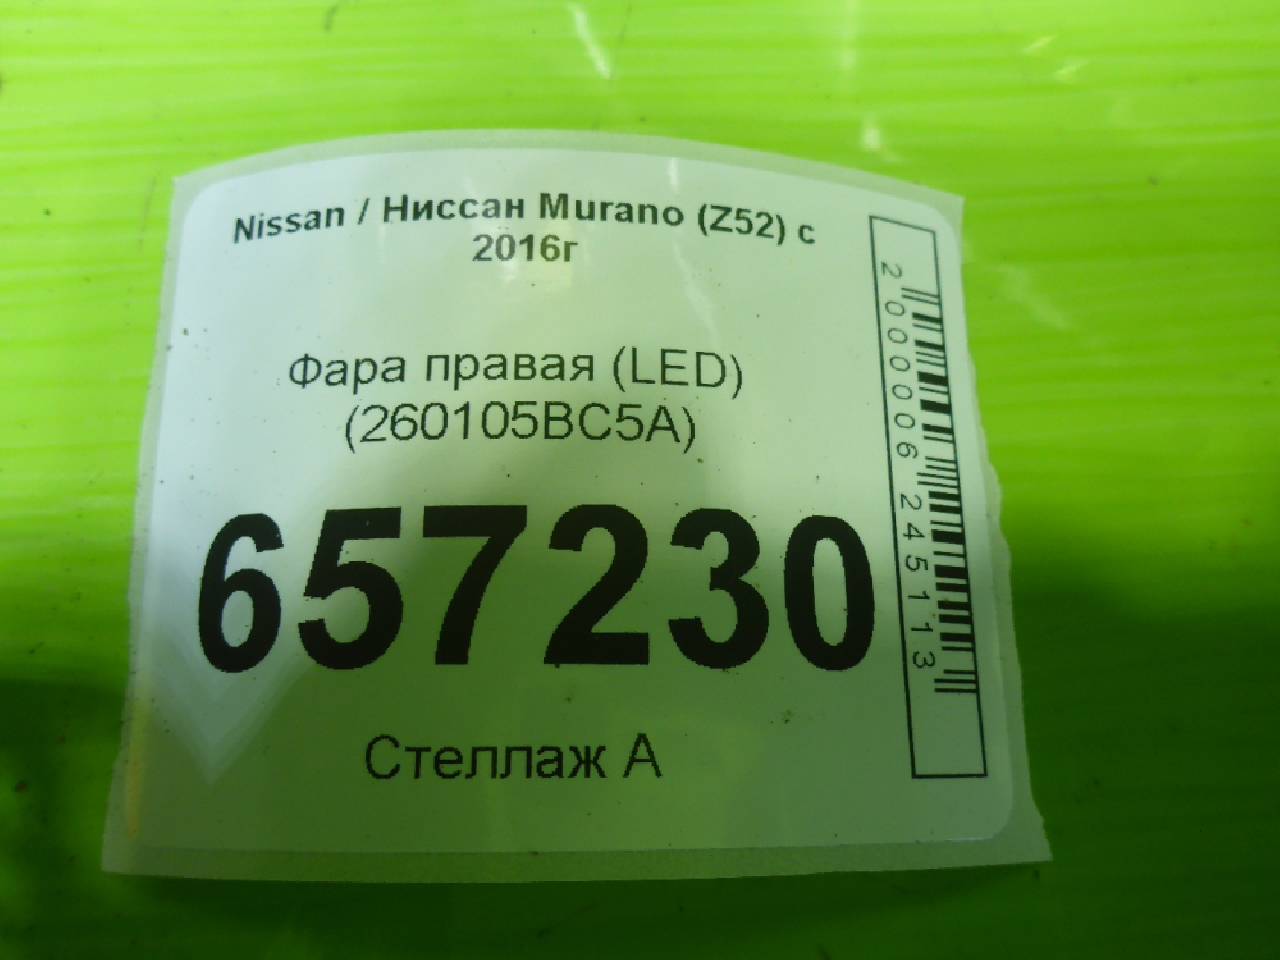 Nissan / Ниссан Murano (Z52) с
2016г
Фара правая (LED)
(260105BC5A)
657230
Стеллаж А
2000006245113